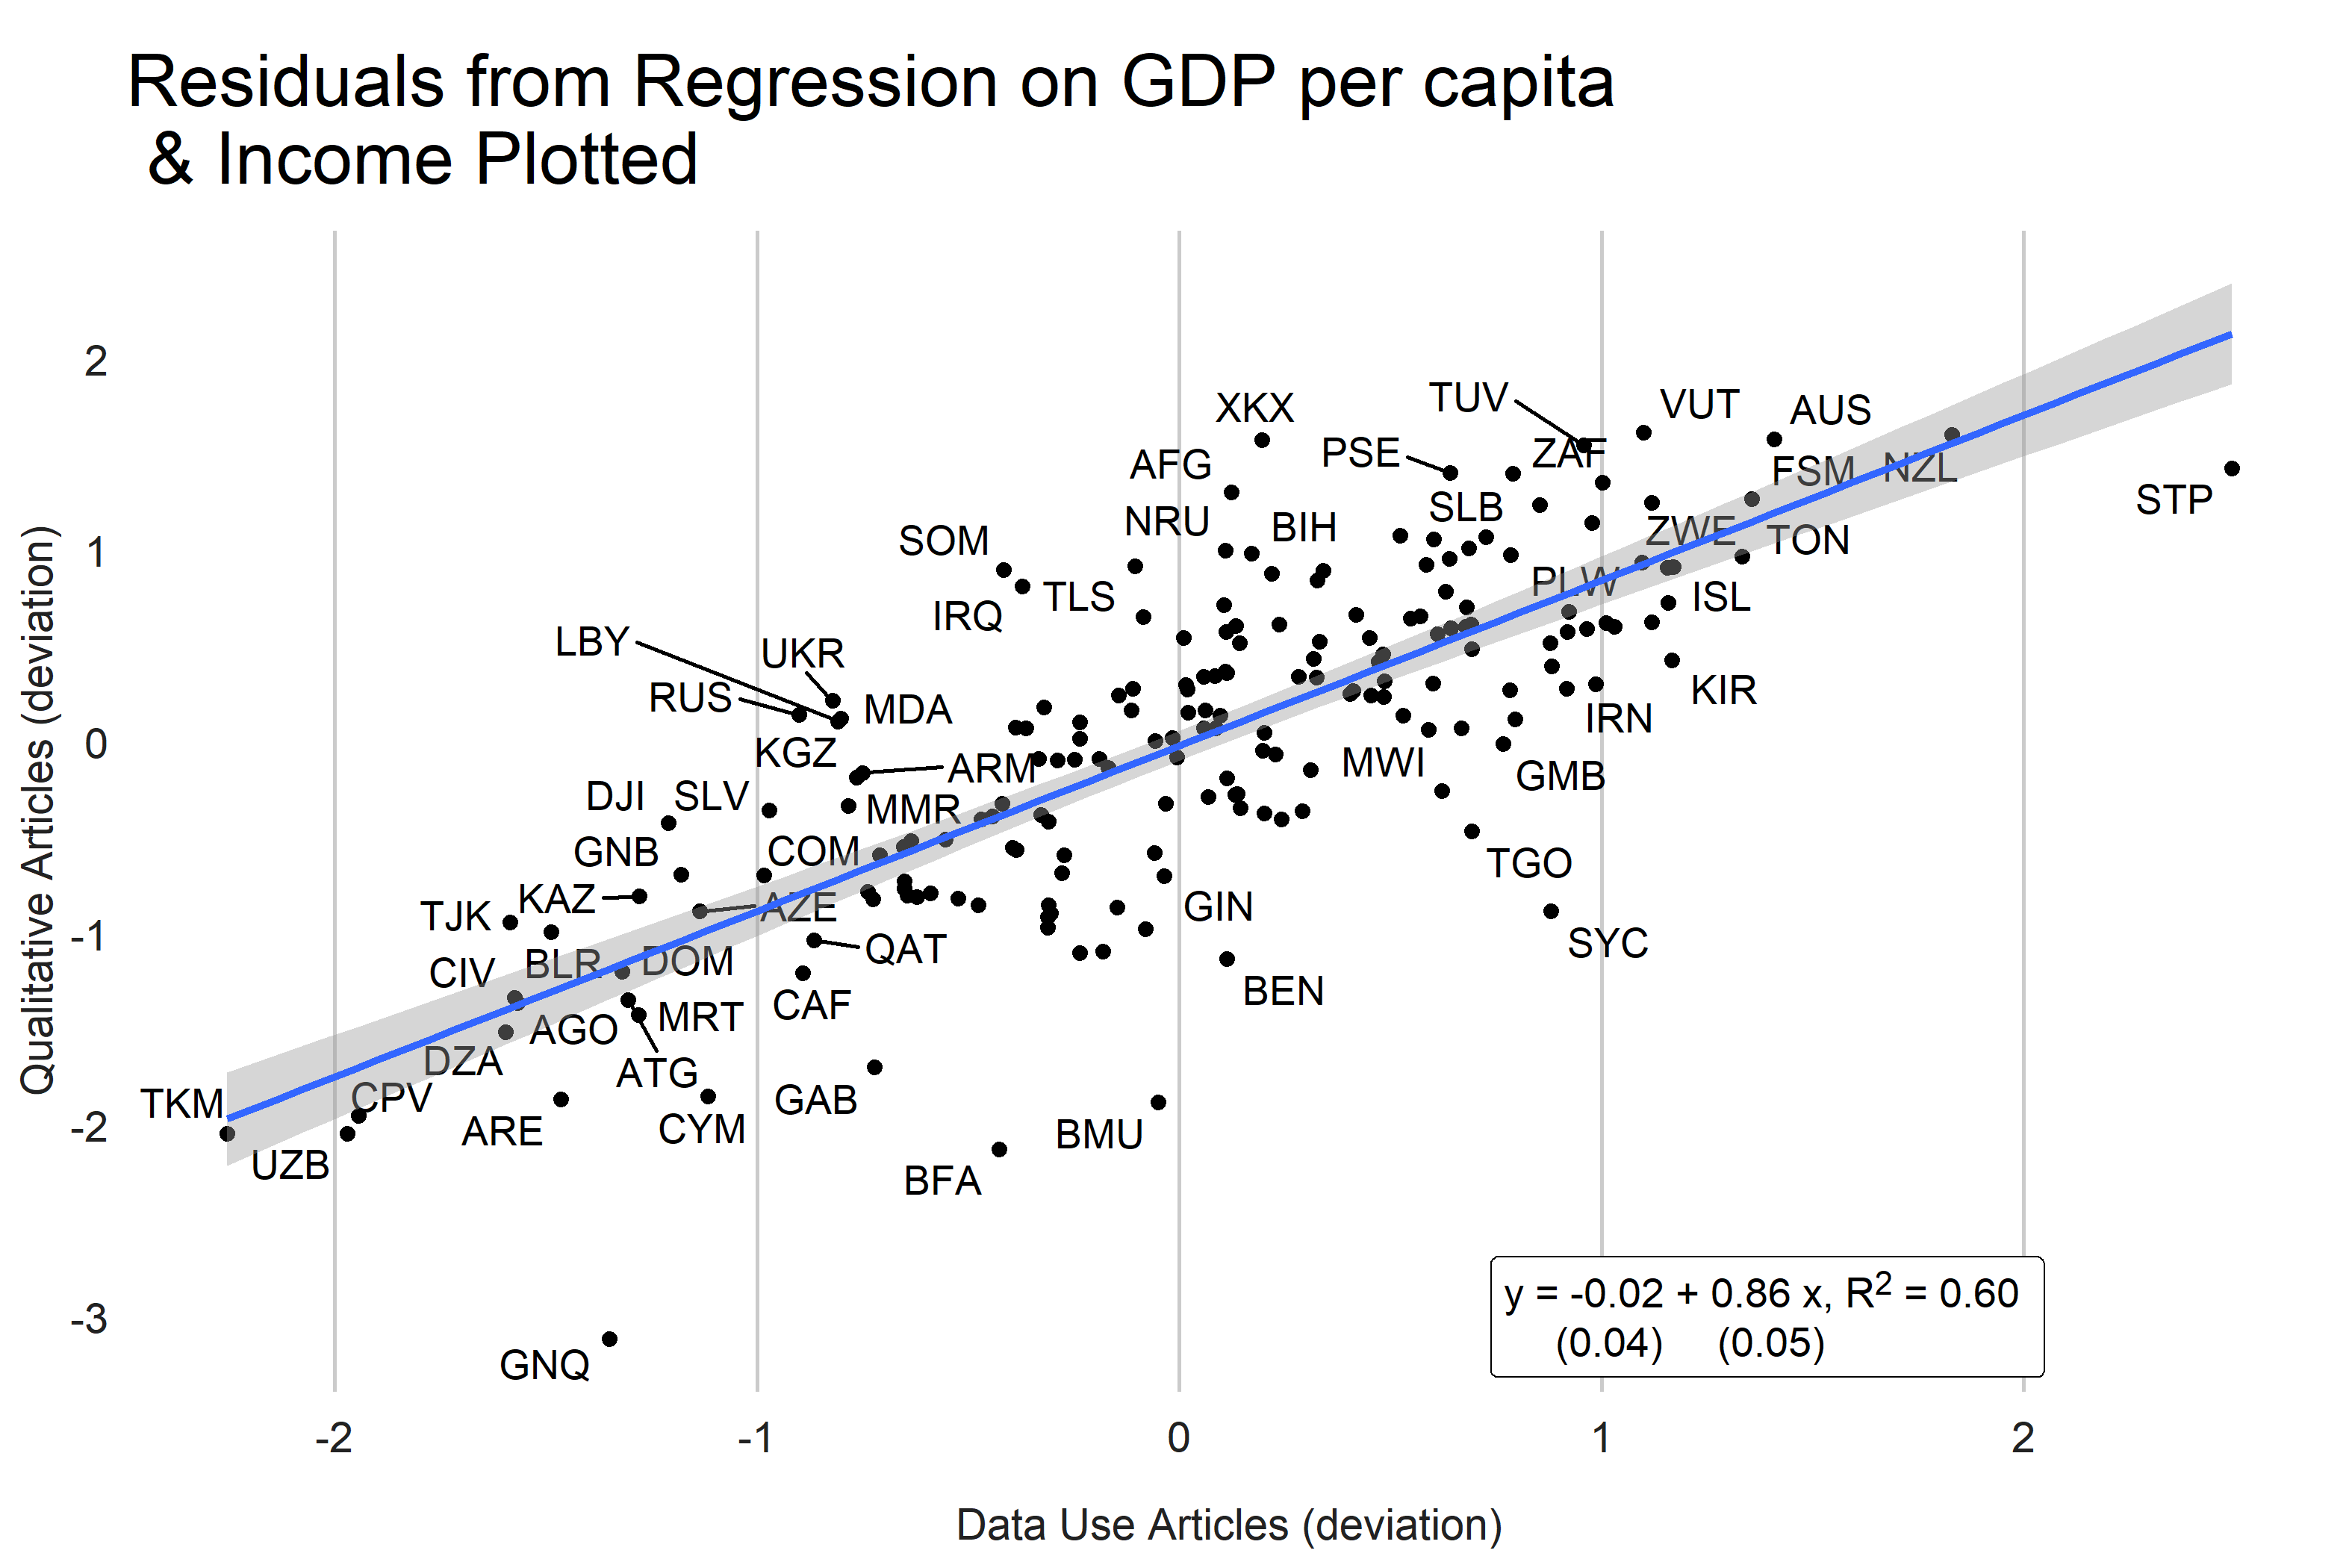 Residuals from Regression on GDP per capita
& Income Plotted
Qualitative Articles (deviation)
2
1
0
-1
-2
-3
XKX
TUV
VUT
AUS
PSE
ZAF
AFG
FSM
NZL
STP
SLB
NRU
BIH
SOM
ZWE
TON
PLW
TLS
ISL
IRQ
LBY
UKR
RUS
KIR
MDA
IRN
KGZ
ARM
MWI
GMB
DJI
SLV
MMR
GNB
COM
TGO
KAZ
AZE
GIN
TJK
QAT
SYC
BLR
DOM
CIV
BEN
CAF
MRT
AGO
DZA
ATG
TKM
CPV
GAB
ARE
CYM
BMU
UZB
BFA
GNQ
y = -0.02 + 0.86 x, R² = 0.60
(0.04) (0.05)
-2
-1
0
1
2
Data Use Articles (deviation)